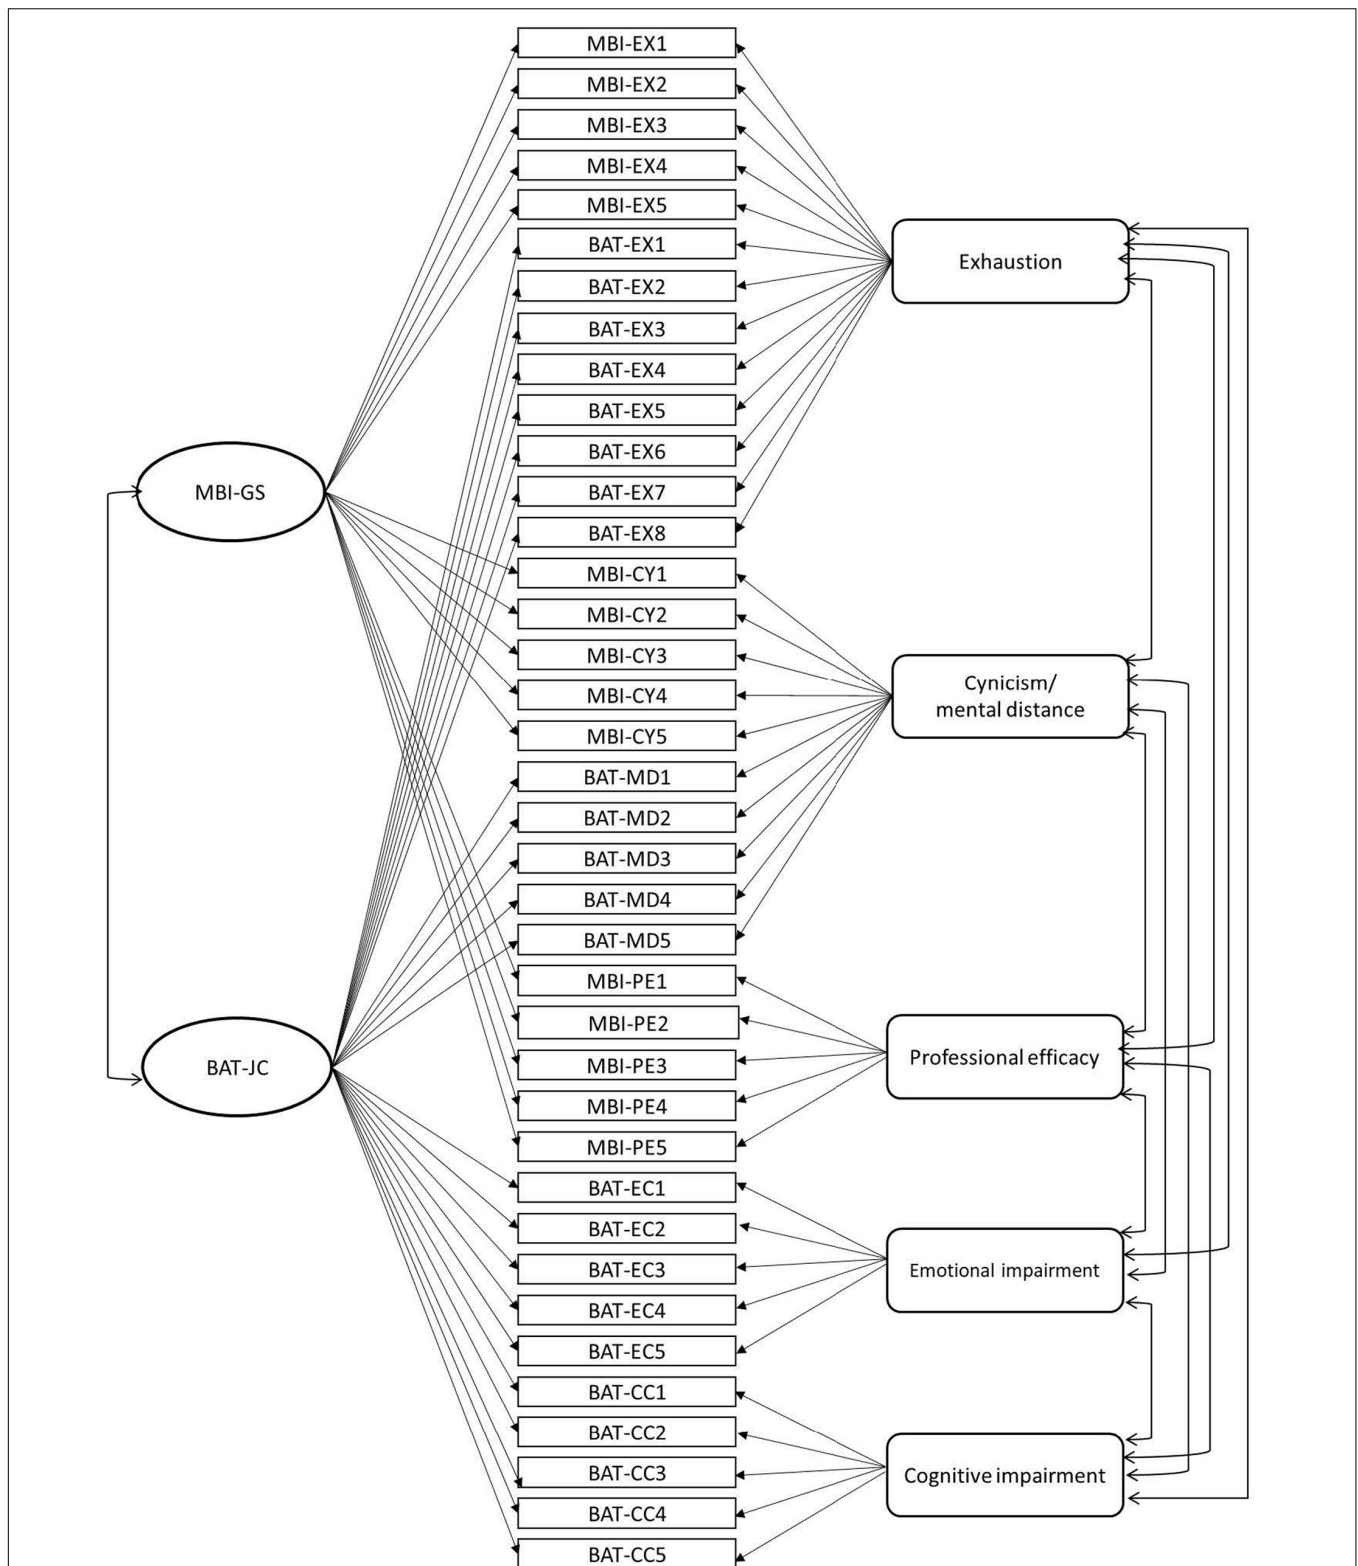 MBI-EX1
MBI-EX2
MBI-EX3
MBI-EX4
MBI-EX5
BAT-EX1
BAT-EX2
BAT-EX3
BAT-EX4
BAT-EX5
BAT-EX6
BAT-EX7
BAT-EX8
MBI-CY1
MBI-CY2
MBI-CY3
MBI-CY4
MBI-CY5
BAT-MD1
BAT-MD2
BAT-MD3
BAT-MD4
BAT-MD5
MBI-PE1
MBI-PE2
MBI-PE3
MBI-PE4
MBI-PE5
BAT-EC1
BAT-EC2
BAT-EC3
BAT-EC4
BAT-EC5
BAT-CC1
BAT-CC2
BAT-CC3
BAT-CC4
BAT-CC5
MBI-GS
BAT-JC
Exhaustion
Cynicism/
mental distance
Professional efficacy
Emotional impairment
Cognitive impairment